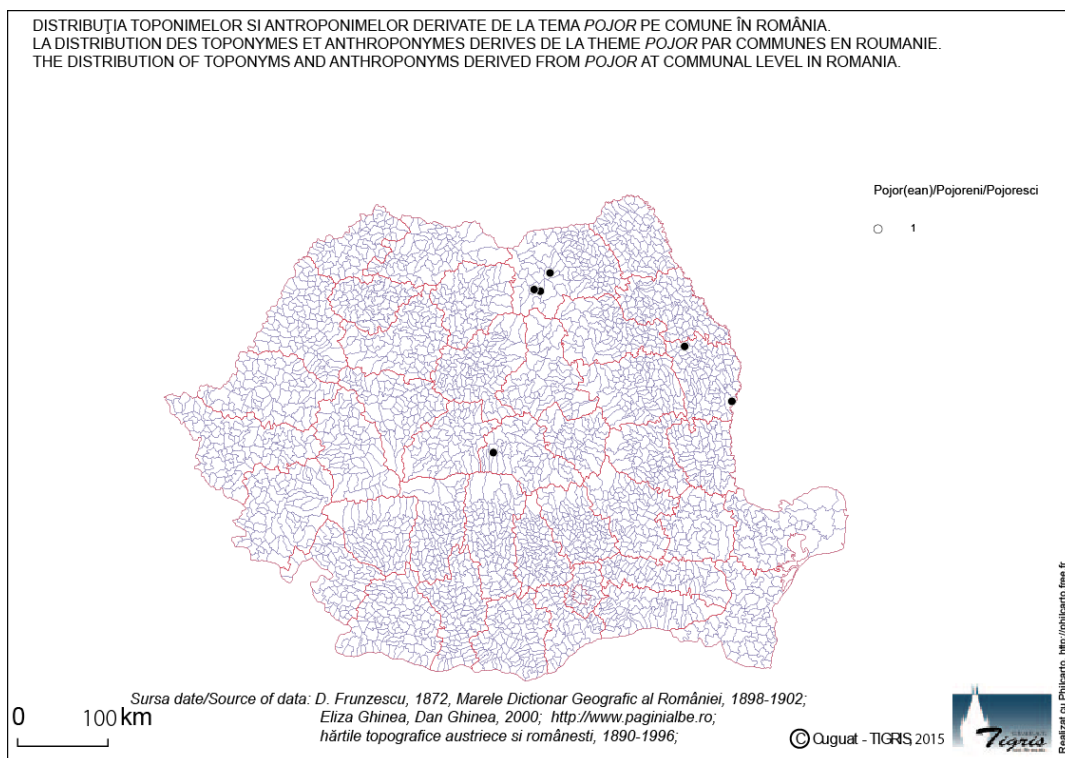 DISTRIBUŢIA TOPONIMELOR SI ANTROPONIMELOR DERIVATE DE LA TEMA POJOR PE COMUNE ÎN ROMÂNIA.
LA DISTRIBUTION DES TOPONYMES ET ANTHROPONYMES DERIVES DE LA THEME POJOR PAR COMMUNES EN ROUMANIE.
THE DISTRIBUTION OF TOPONYMS AND ANTHROPONYMS DERIVED FROM POJOR AT COMMUNAL LEVEL IN ROMANIA.
Pojor(ean)/Pojoreni/Pojoresci
1
Sursa date/Source of data: D. Frunzescu, 1872, Marele Dictionar Geografic al României, 1898-1902;
Eliza Ghinea, Dan Ghinea, 2000; http://www.paginialbe.ro;
hărtile topografice austriece si românesti, 1890-1996;
0 100 km
© Cuguat - TIGRIS, 2015
Tigris
Realizat cu Philcarto http://philcarto.free.fr